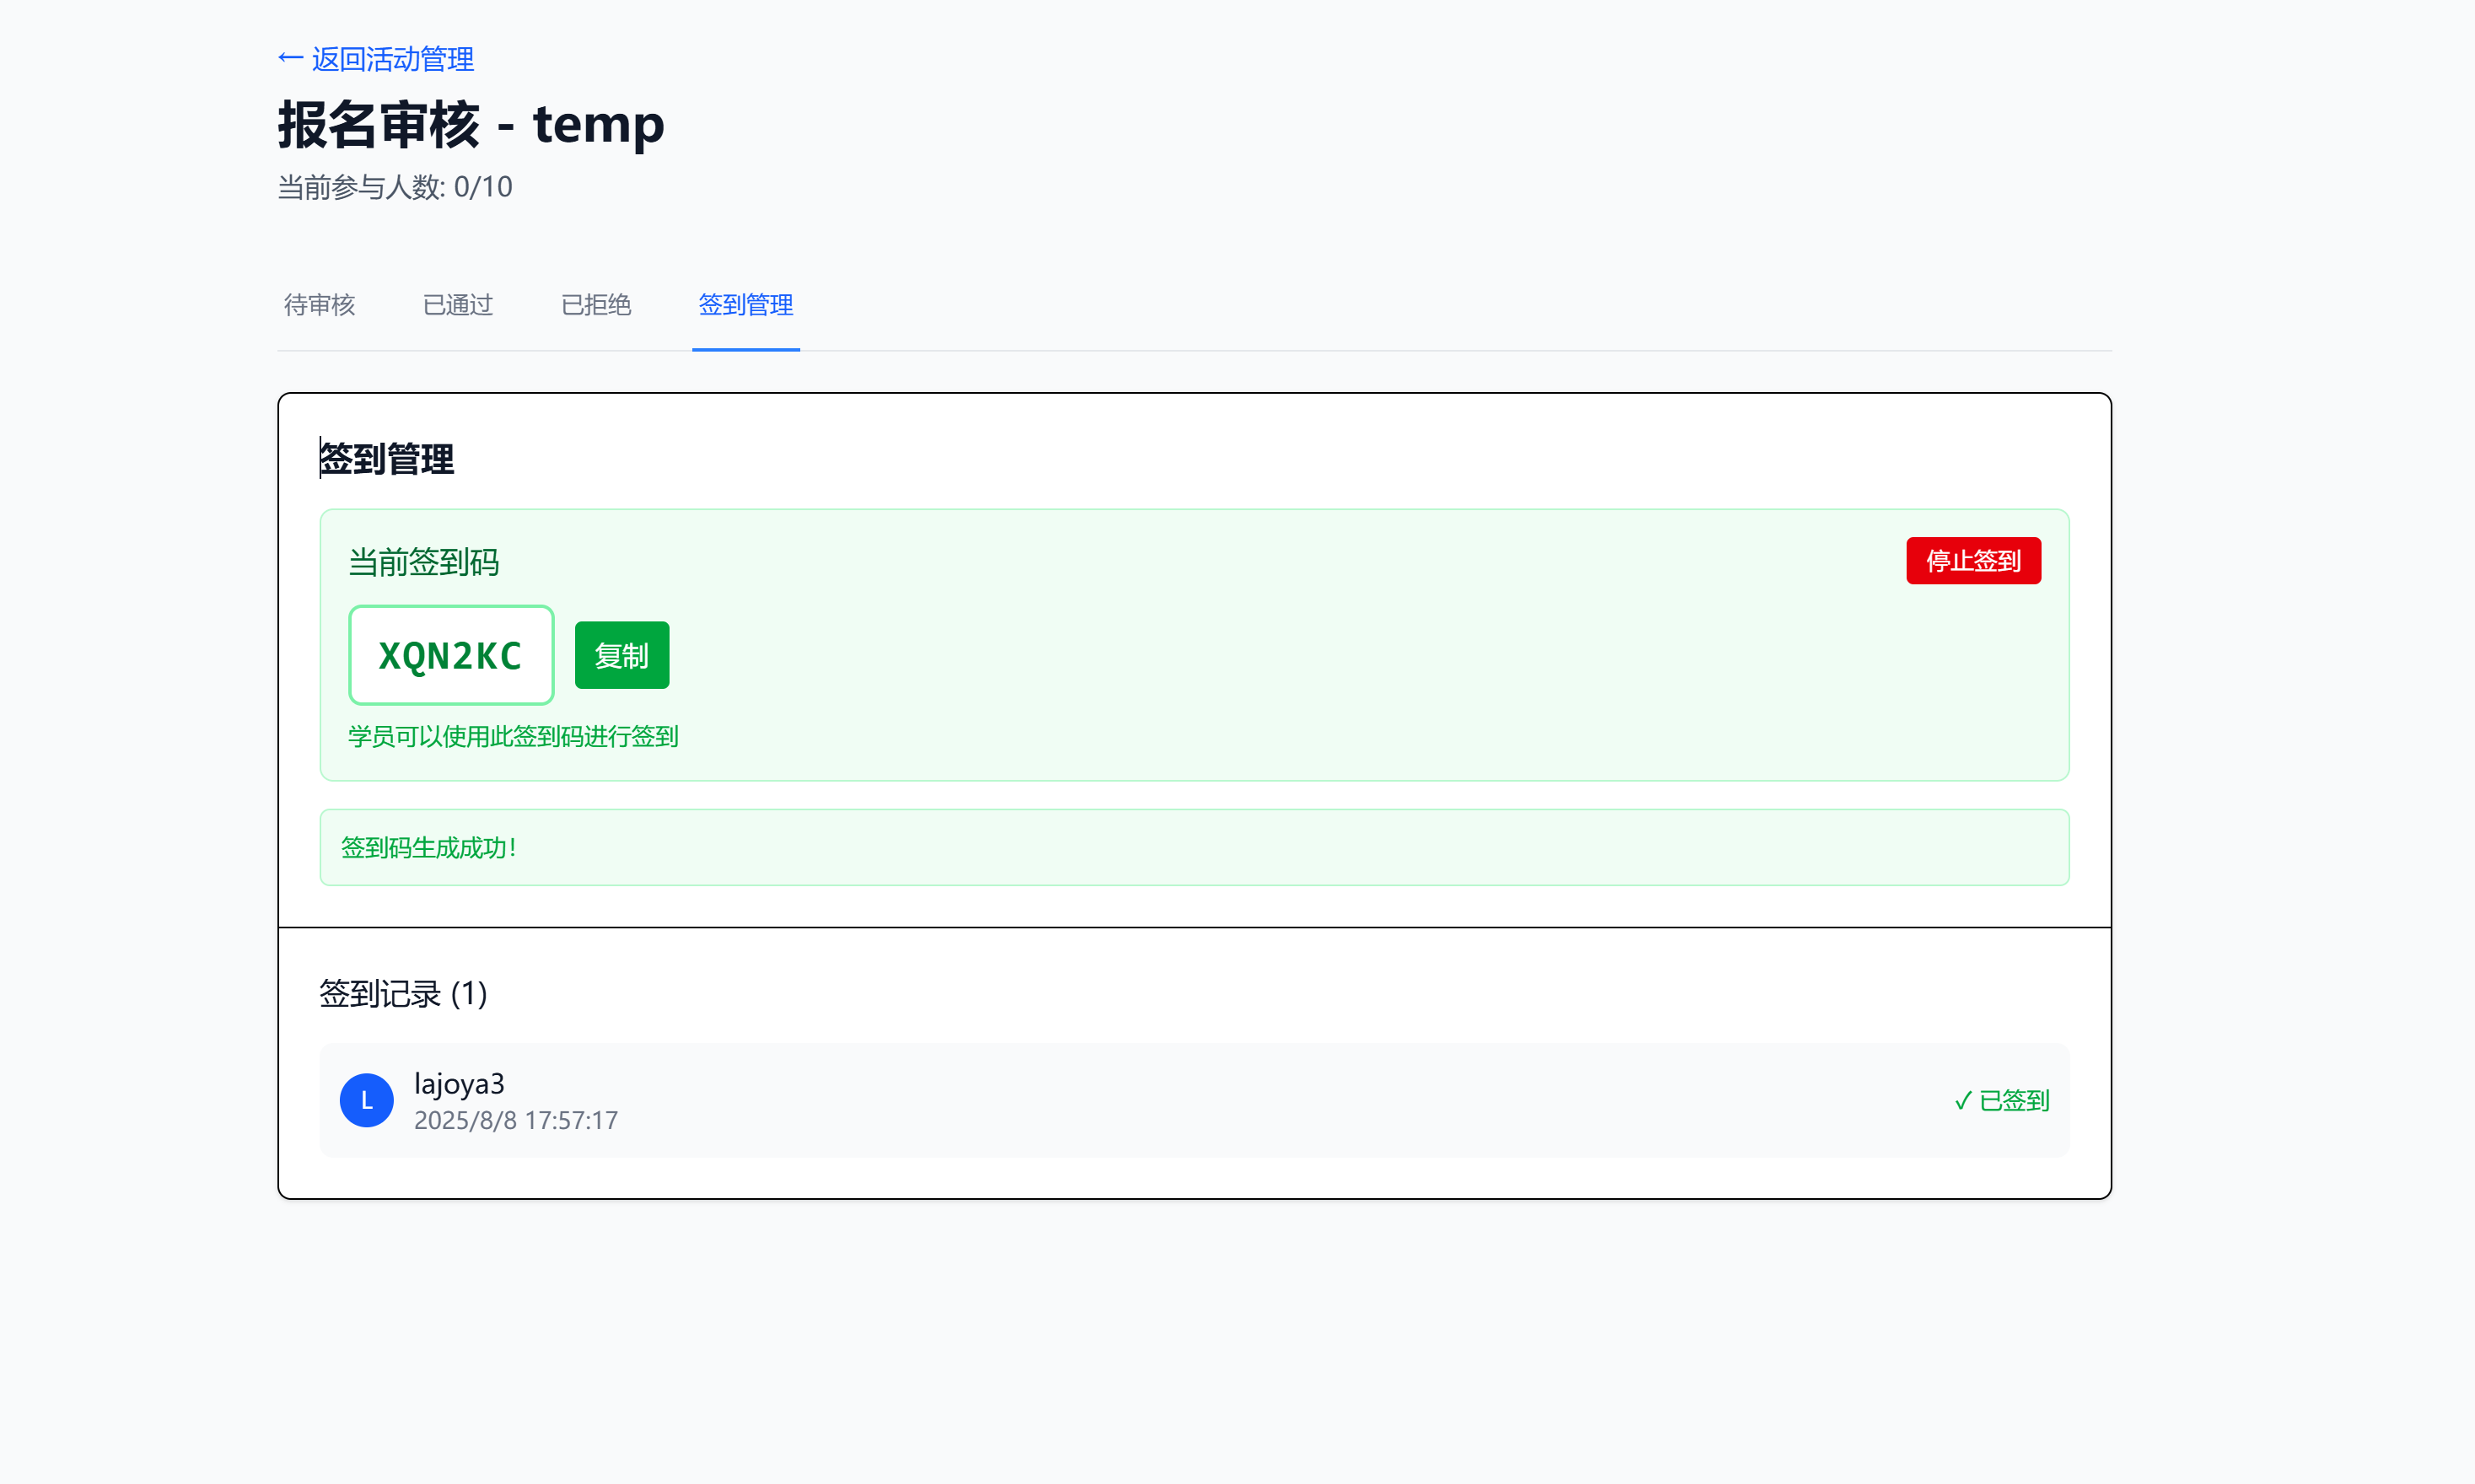 ← 返回活动管理
报名审核 - temp
当前参与人数: 0/10
待审核 已通过 已拒绝 签到管理
签到管理
当前签到码 停止签到
XQN2KC 复制
学员可以使用此签到码进行签到
签到码生成成功！
签到记录 (1)
L lajoya3
2025/8/8 17:57:17
✓ 已签到